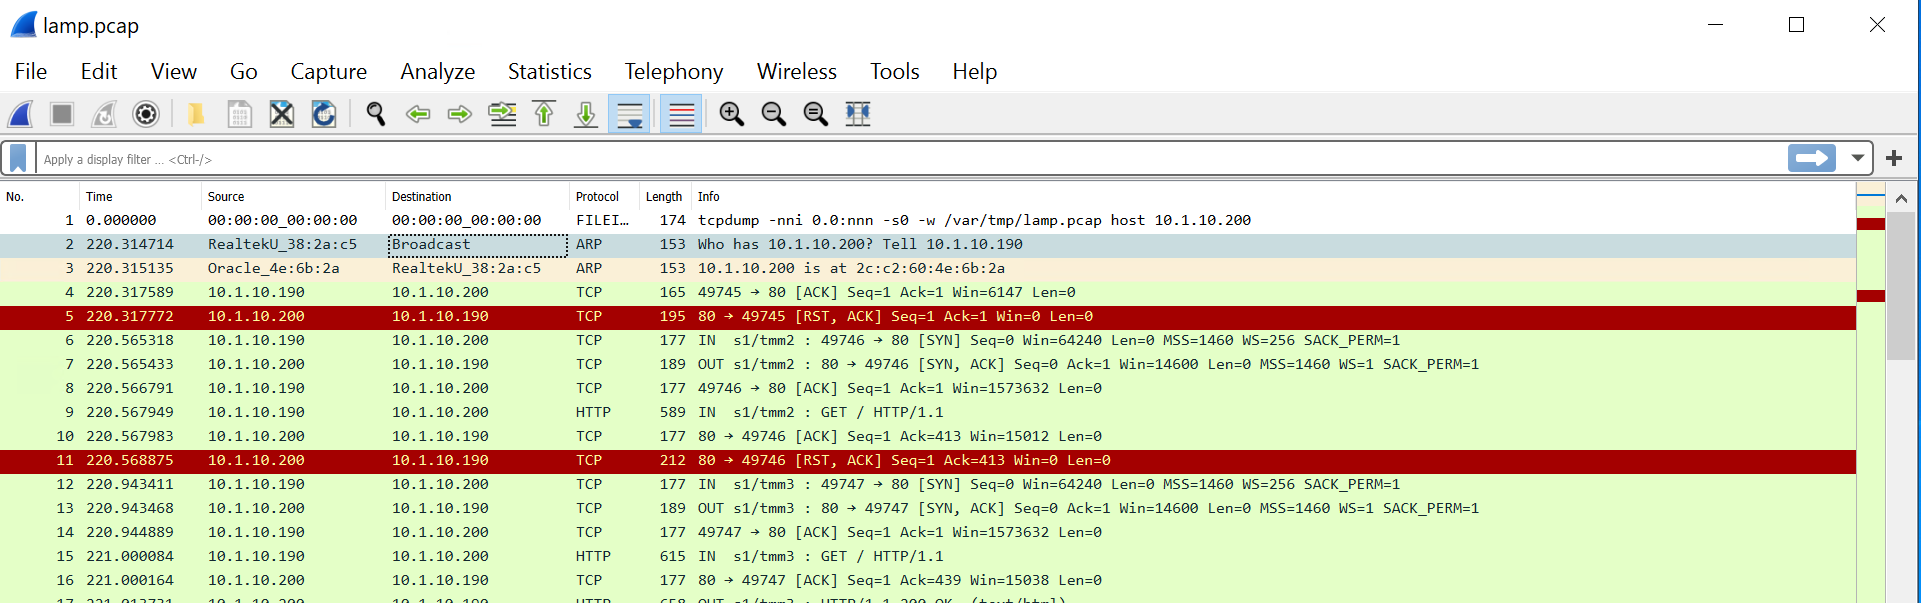 lamp.pcap
File Edit View Go Capture Analyze Statistics Telephony Wireless Tools Help
Apply a display filter … <Ctrl-/>
No. Time Source Destination Protocol Length Info
1 0.000000 00:00:00_00:00:00 00:00:00_00:00:00 FILEI… 174 tcpdump -nni 0.0:nnn -s0 -w /var/tmp/lamp.pcap host 10.1.10.200
2 220.314714 RealtekU_38:2a:c5 Broadcast ARP 153 Who has 10.1.10.200? Tell 10.1.10.190
3 220.315135 Oracle_4e:6b:2a RealtekU_38:2a:c5 ARP 153 10.1.10.200 is at 2c:c2:60:4e:6b:2a
4 220.317589 10.1.10.190 10.1.10.200 TCP 165 49745 → 80 [ACK] Seq=1 Ack=1 Win=6147 Len=0
5 220.317772 10.1.10.200 10.1.10.190 TCP 195 80 → 49745 [RST, ACK] Seq=1 Ack=1 Win=0 Len=0
6 220.565318 10.1.10.190 10.1.10.200 TCP 177 IN s1/tmm2 : 49746 → 80 [SYN] Seq=0 Win=64240 Len=0 MSS=1460 WS=256 SACK_PERM=1
7 220.565433 10.1.10.200 10.1.10.190 TCP 189 OUT s1/tmm2 : 80 → 49746 [SYN, ACK] Seq=0 Ack=1 Win=14600 Len=0 MSS=1460 WS=1 SACK_PERM=1
8 220.566791 10.1.10.190 10.1.10.200 TCP 177 49746 → 80 [ACK] Seq=1 Ack=1 Win=1573632 Len=0
9 220.567949 10.1.10.190 10.1.10.200 HTTP 589 IN s1/tmm2 : GET / HTTP/1.1
10 220.567983 10.1.10.200 10.1.10.190 TCP 177 80 → 49746 [ACK] Seq=1 Ack=413 Win=15012 Len=0
11 220.568875 10.1.10.200 10.1.10.190 TCP 212 80 → 49746 [RST, ACK] Seq=1 Ack=413 Win=0 Len=0
12 220.943411 10.1.10.190 10.1.10.200 TCP 177 IN s1/tmm3 : 49747 → 80 [SYN] Seq=0 Win=64240 Len=0 MSS=1460 WS=256 SACK_PERM=1
13 220.943468 10.1.10.200 10.1.10.190 TCP 189 OUT s1/tmm3 : 80 → 49747 [SYN, ACK] Seq=0 Ack=1 Win=14600 Len=0 MSS=1460 WS=1 SACK_PERM=1
14 220.944889 10.1.10.190 10.1.10.200 TCP 177 49747 → 80 [ACK] Seq=1 Ack=1 Win=1573632 Len=0
15 221.000084 10.1.10.190 10.1.10.200 HTTP 615 IN s1/tmm3 : GET / HTTP/1.1
16 221.000164 10.1.10.200 10.1.10.190 TCP 177 80 → 49747 [ACK] Seq=1 Ack=439 Win=15038 Len=0
17 221.013731 10.1.10.200 10.1.10.190 HTTP 658 OUT s1/tmm3 : HTTP/1.1 200 OK (text/html)